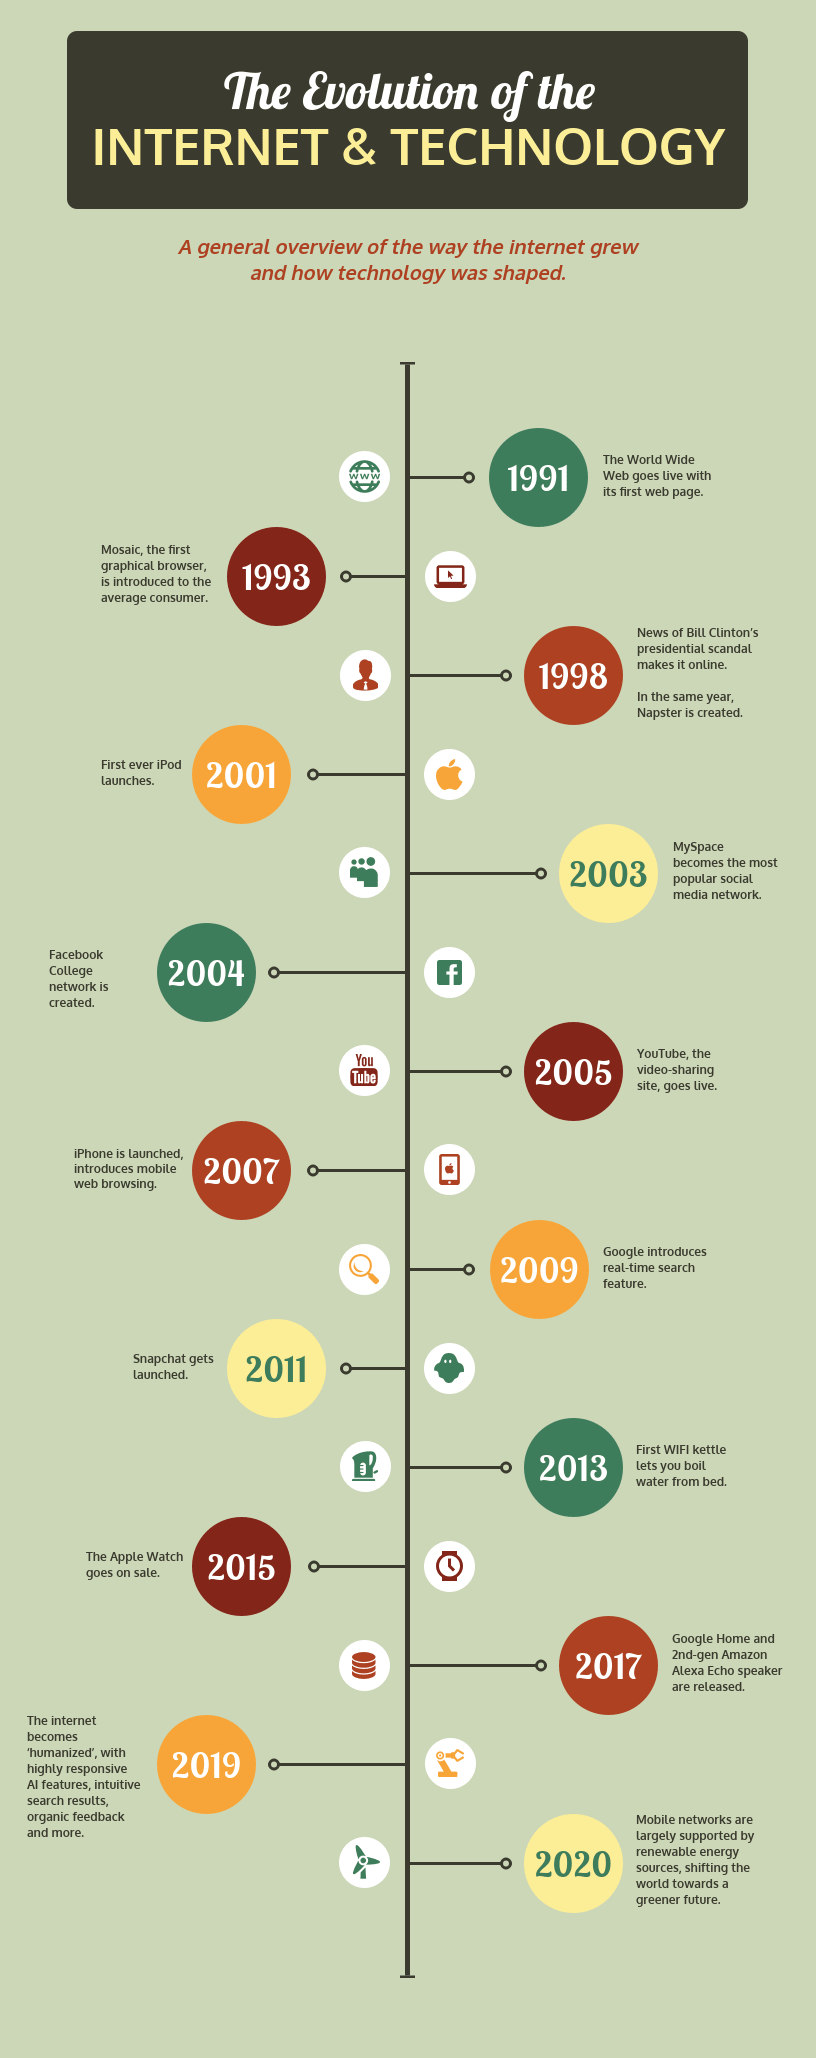 The Evolution of the
INTERNET & TECHNOLOGY
A general overview of the way the internet grew
and how technology was shaped.
WWW
1991
The World Wide
Web goes live with
its first web page.
Mosaic, the first
graphical browser,
is introduced to the
average consumer.
1993
1998
News of Bill Clinton's
presidential scandal
makes it online.
In the same year,
Napster is created.
First ever iPod
launches.
2001
2003
MySpace
becomes the most
popular social
media network.
Facebook
College
network is
created.
2004
f
You
Tube
2005
YouTube, the
video-sharing
site, goes live.
iPhone is launched,
introduces mobile
web browsing.
2007
2009
Google introduces
real-time search
feature.
Snapchat gets
launched.
2011
2013
First WIFI kettle
lets you boil
water from bed.
The Apple Watch
goes on sale.
2015
2017
Google Home and
2nd-gen Amazon
Alexa Echo speaker
are released.
The internet
becomes
‘humanized’, with
highly responsive
AI features, intuitive
search results,
organic feedback
and more.
2019
2020
Mobile networks are
largely supported by
renewable energy
sources, shifting the
world towards a
greener future.